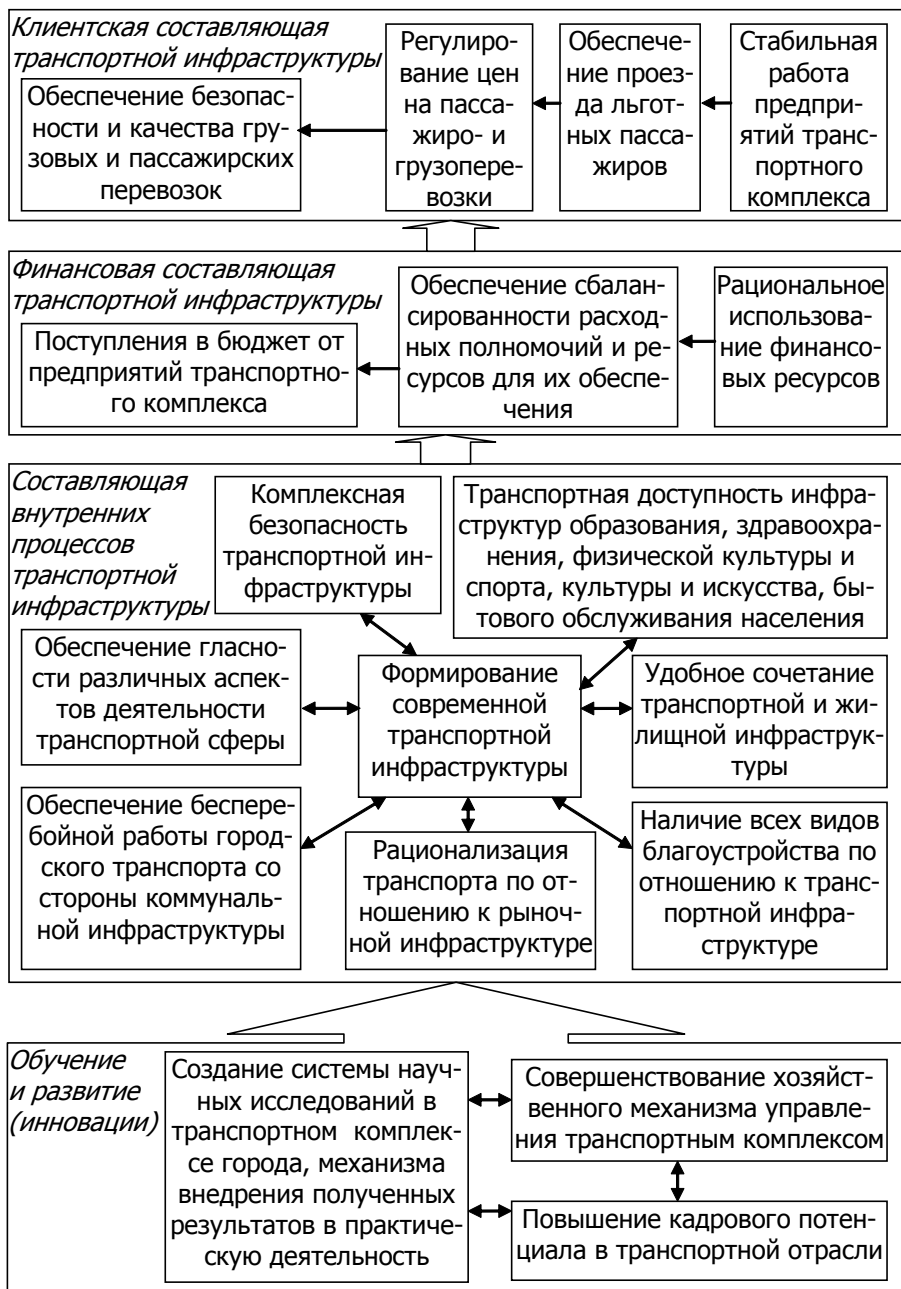 Клиентская составляющая
транспортной инфраструктуры
Обеспечение безопас-
ности и качества гру-
зовых и пассажирских
перевозок
Регулиро-
вание цен
на пасса-
жиро- и
грузопере-
возки
Обеспече-
ние проез-
да льгот-
ных пасса-
жиров
Стабильная
работа
предпри-
ятий транс-
портного
комплекса
Финансовая составляющая
транспортной инфраструктуры
Поступления в бюджет от
предприятий транспортно-
го комплекса
Обеспечение сбалан-
сированности расход-
ных полномочий и ре-
сурсов для их обеспе-
чения
Рациональное
использова-
ние финансо-
вых ресурсов
Составляющая
внутренних
процессов
транспортной
инфраструктуры
Комплексная
безопасность
транспортной ин-
фраструктуры
Транспортная доступность инфра-
структур образования, здравоохра-
нения, физической культуры и
спорта, культуры и искусства, бы-
тового обслуживания населения
Обеспечение гласно-
сти различных аспек-
тов деятельности
транспортной сферы
Формирование
современной
транспортной
инфраструктуры
Удобное сочетание
транспортной и жи-
лищной инфраструк-
туры
Обеспечение беспере-
бойной работы город-
ского транспорта со
стороны коммуналь-
ной инфраструктуры
Рационализация
транспорта по от-
ношению к рыноч-
ной инфраструктуре
Наличие всех видов
благоустройства по
отношению к транс-
портной инфра-
структуре
Обучение
и развитие
(инновации)
Создание системы науч-
ных исследований в
транспортном комплек-
се города, механизма
внедрения полученных
результатов в практиче-
скую деятельность
Совершенствование хозяйст-
венного механизма управле-
ния транспортным комплексом
Повышение кадрового потен-
циала в транспортной отрасли